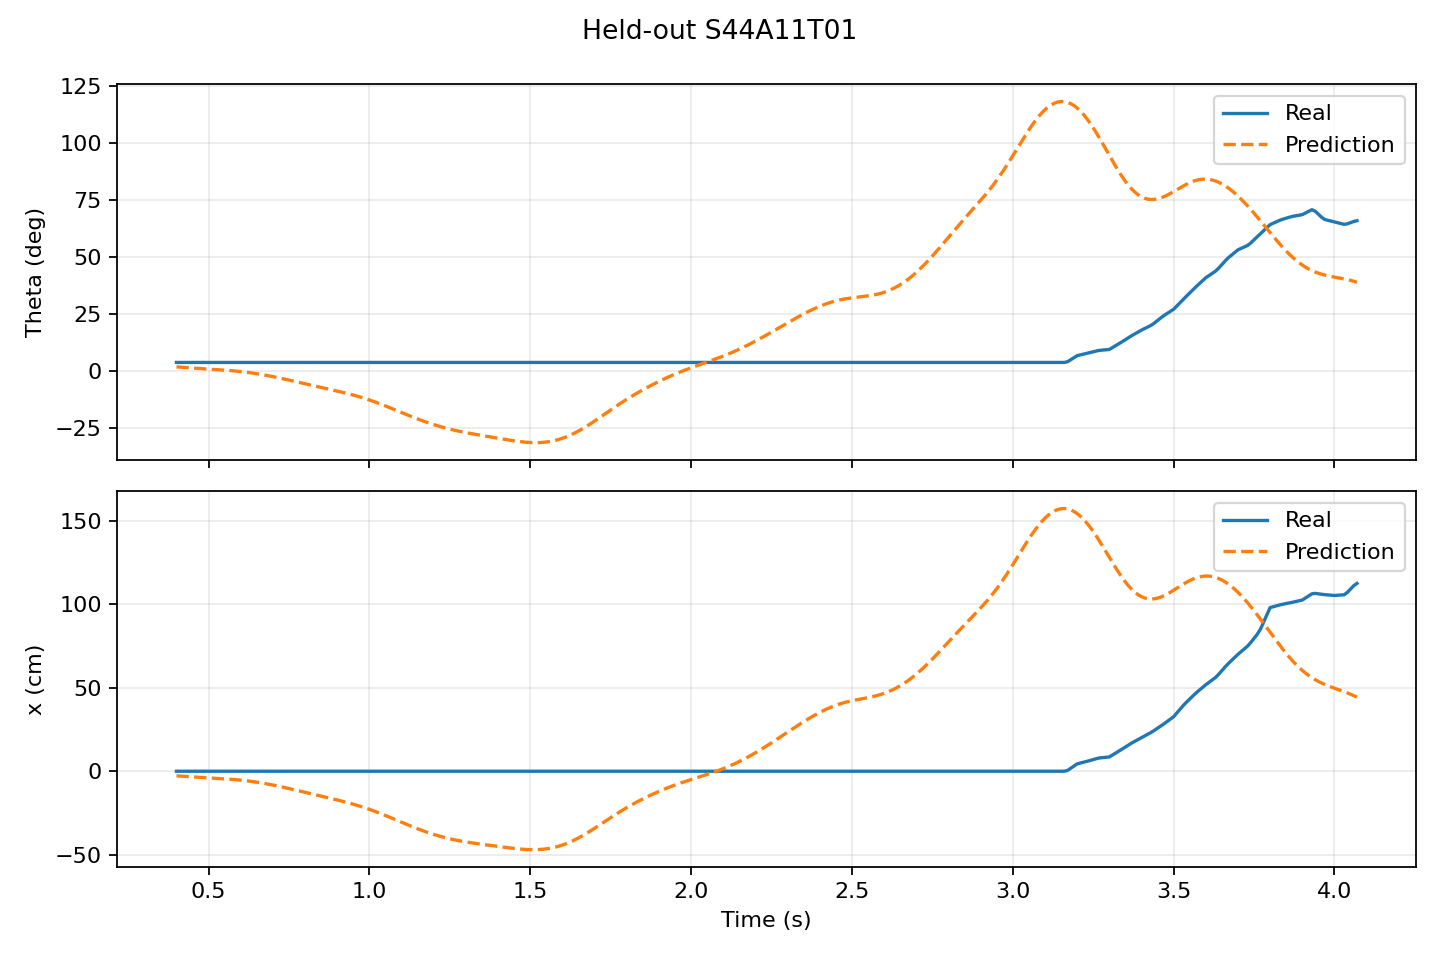 Held-out S44A11T01
125
100
75
50
25
0
−25
Theta (deg)
Real
Prediction
150
100
50
0
−50
x (cm)
Real
Prediction
0.5 1.0 1.5 2.0 2.5 3.0 3.5 4.0
Time (s)